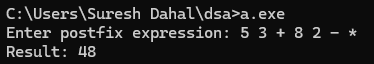 C:\Users\Suresh Dahal\dsa>a.exe
Enter postfix expression: 5 3 + 8 2 - *
Result: 48